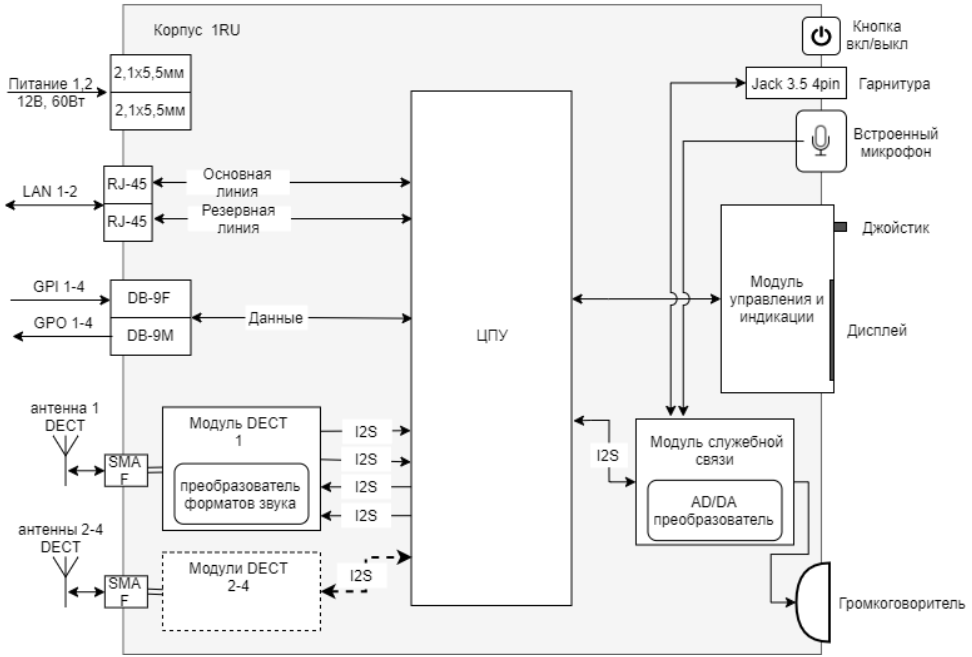 Корпус 1RU
Кнопка
вкл/выкл
Питание 1,2
12В, 60Вт
2,1x5,5мм
2,1x5,5мм
Jack 3.5 4pin
Гарнитура
Встроенный
микрофон
LAN 1-2
RJ-45
RJ-45
Основная
линия
Резервная
линия
Джойстик
Модуль
управления и
индикации
Дисплей
GPI 1-4
GPO 1-4
DB-9F
DB-9M
Данные
ЦПУ
антенна 1
DECT
SMA
F
Модуль DECT
1
преобразователь
форматов звука
I2S
I2S
I2S
I2S
I2S
Модуль служебной
связи
AD/DA
преобразователь
антенны 2-4
DECT
SMA
F
Модули DECT
2-4
I2S
Громкоговоритель